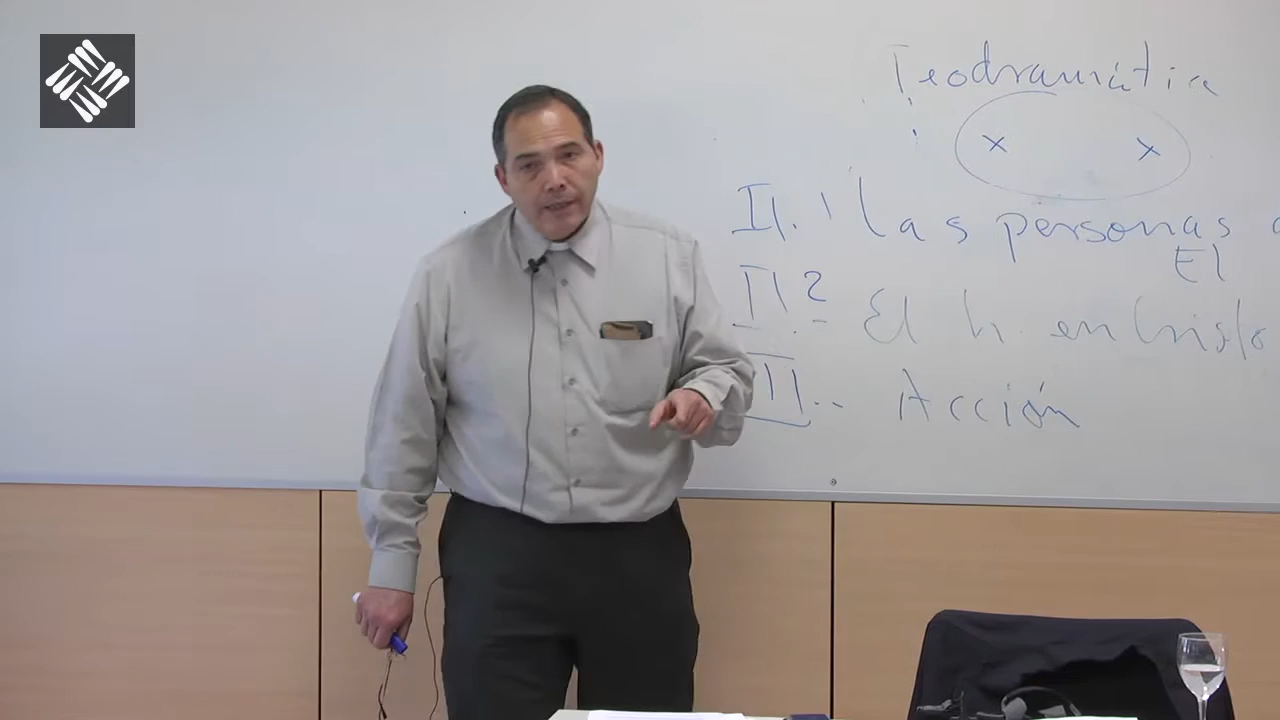 Teodramática
x x
II.1 las personas
El
II.2 El h. en Cristo
III.. Acción